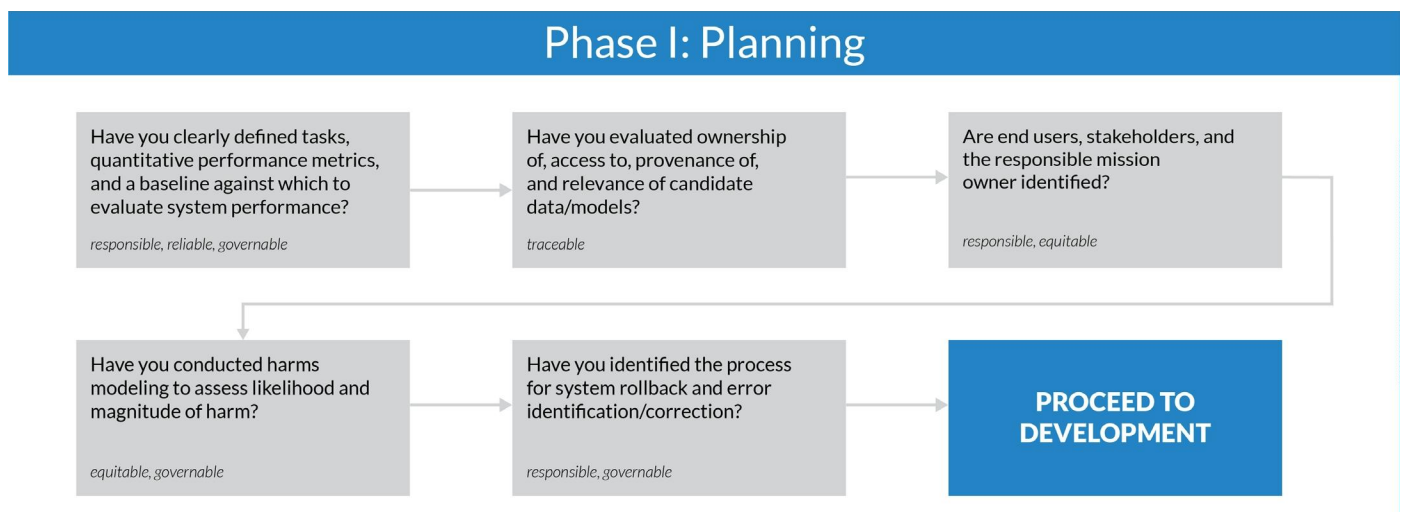 Phase I: Planning
Have you clearly defined tasks,
quantitative performance metrics,
and a baseline against which to
evaluate system performance?
responsible, reliable, governable
Have you evaluated ownership
of, access to, provenance of,
and relevance of candidate
data/models?
traceable
Are end users, stakeholders, and
the responsible mission
owner identified?
responsible, equitable
Have you conducted harms
modeling to assess likelihood and
magnitude of harm?
equitable, governable
Have you identified the process
for system rollback and error
identification/correction?
responsible, governable
PROCEED TO
DEVELOPMENT